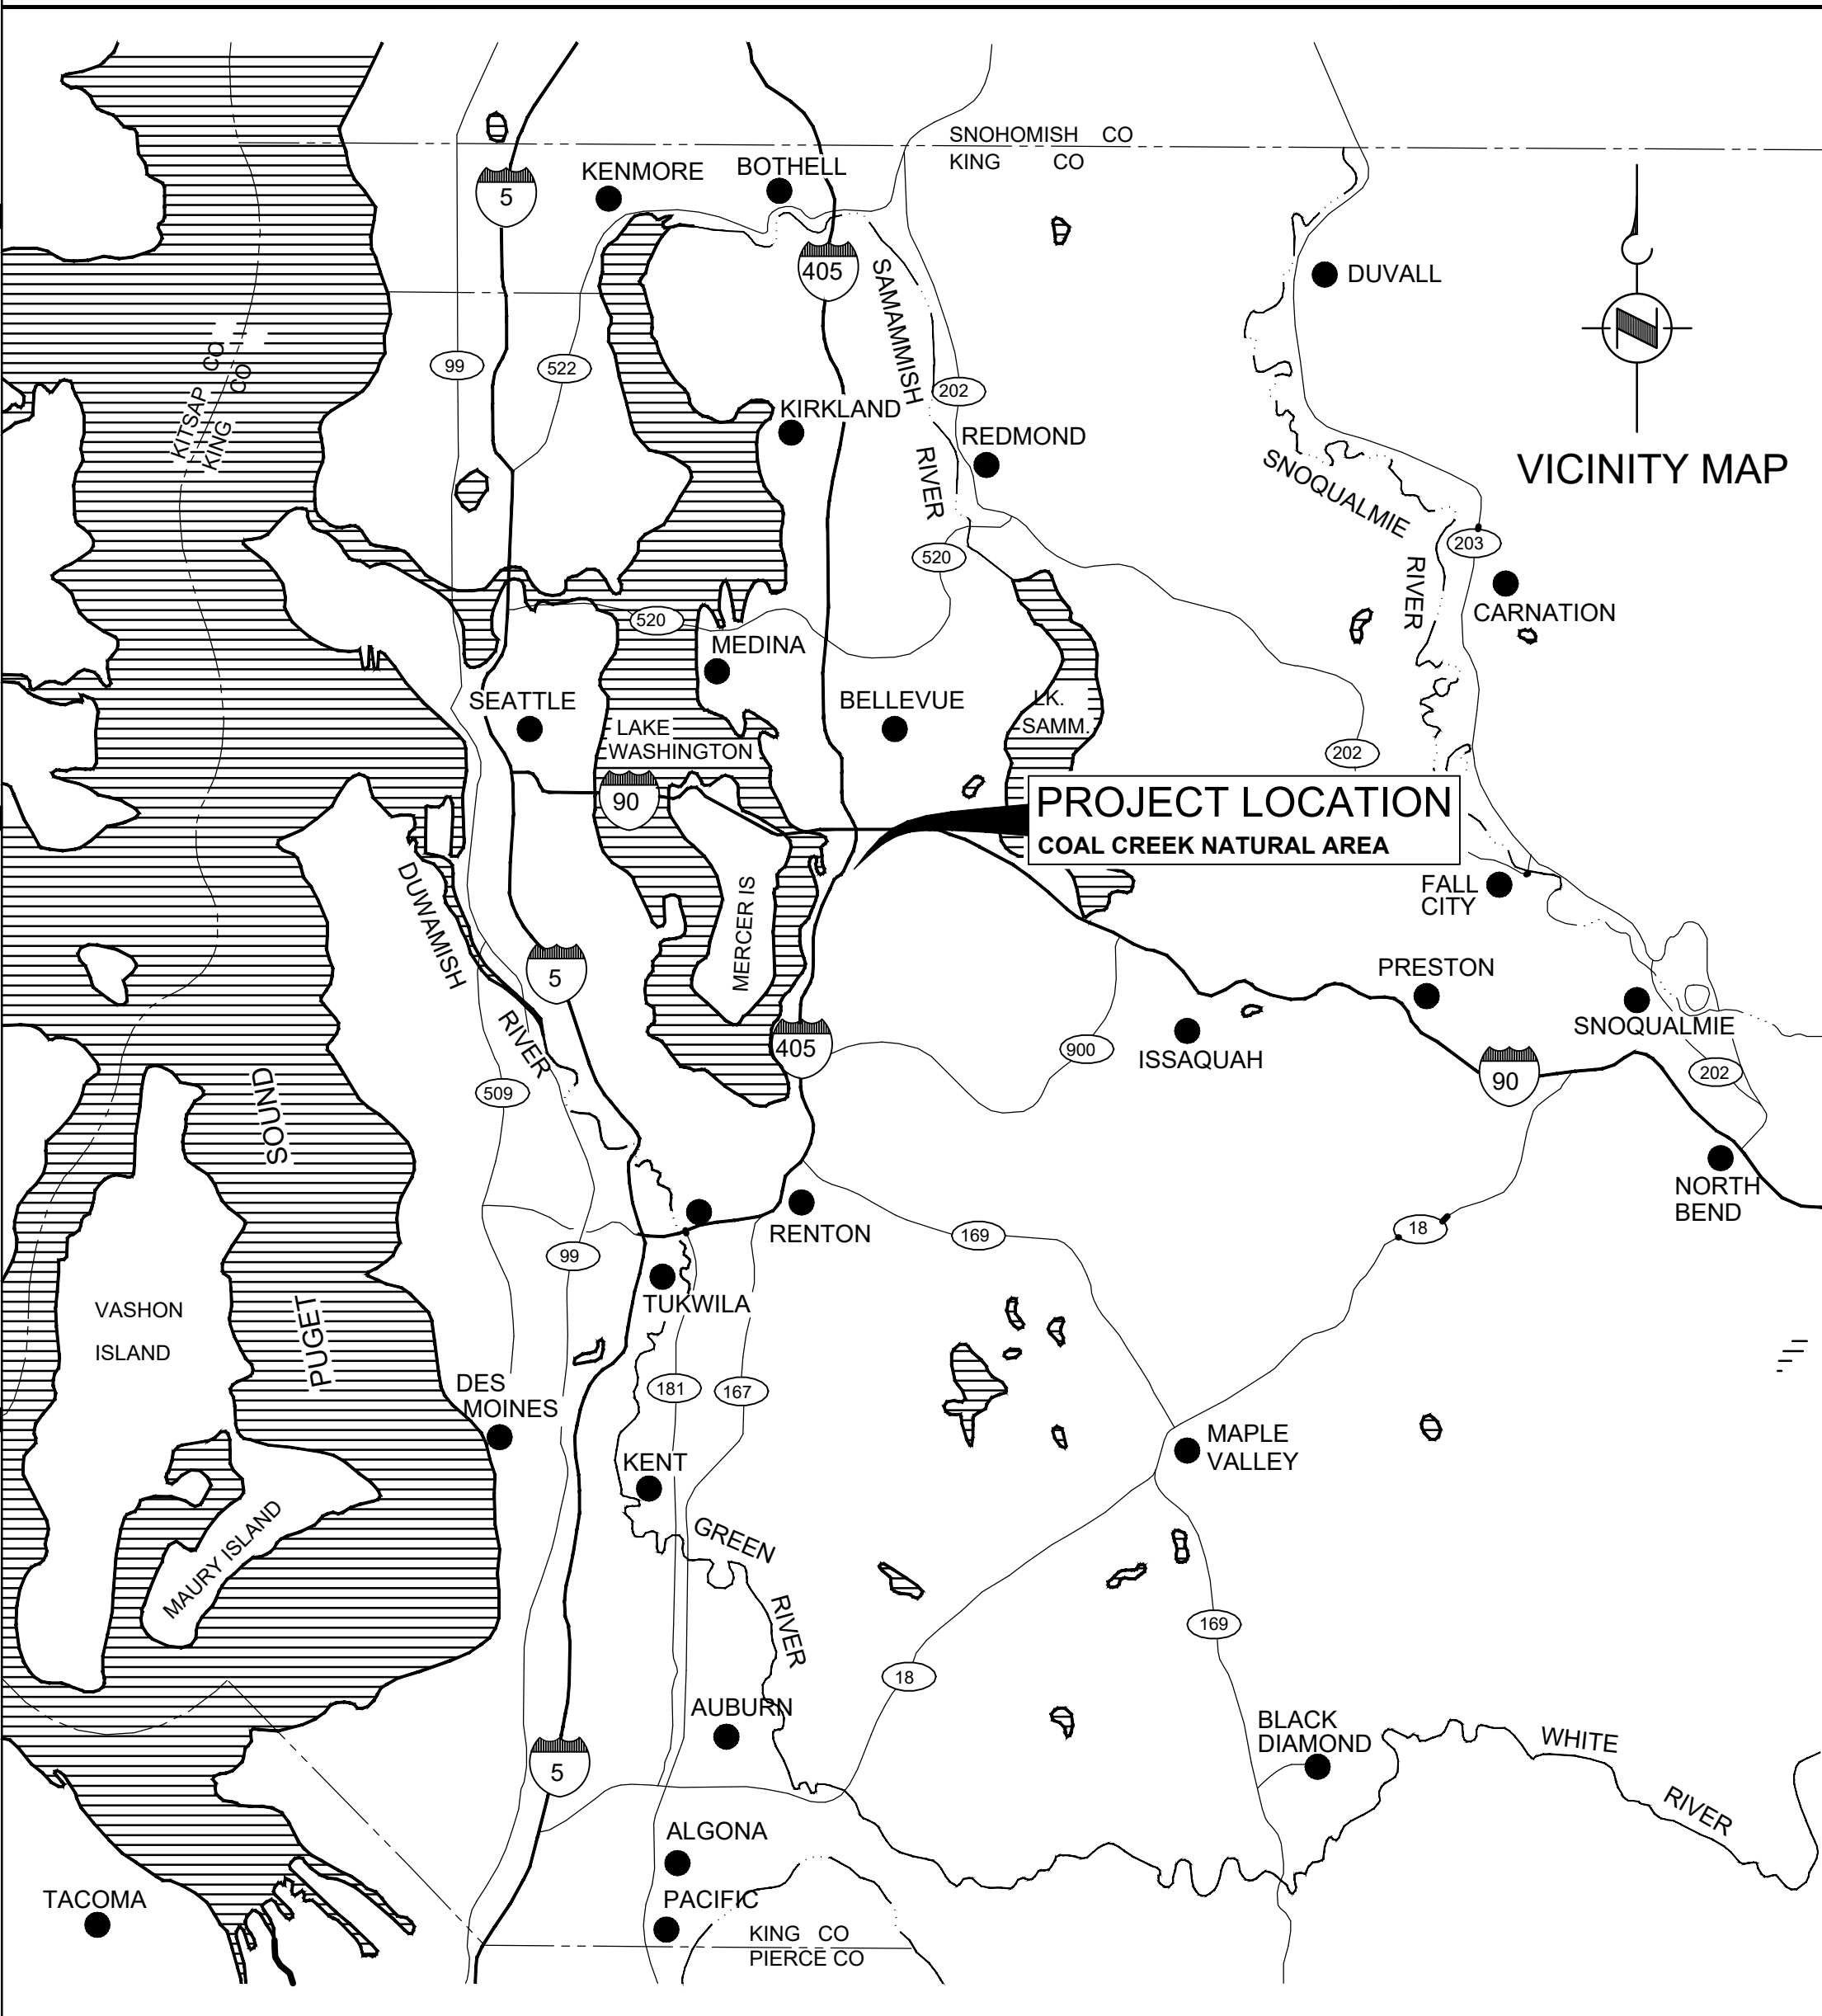 SNOHOMISH CO
KING CO
KENMORE
BOTHELL
5
405
SAMAMMISH
RIVER
DUVALL
N
VICINITY MAP
KITSAP CO
KING CO
99
522
202
KIRKLAND
REDMOND
SNOQUALMIE
RIVER
203
520
CARNATION
520
MEDINA
SEATTLE
BELLEVUE
LK.
SAMM.
LAKE
WASHINGTON
202
90
PROJECT LOCATION
COAL CREEK NATURAL AREA
DUWAMISH
RIVER
MERCER IS
FALL
CITY
5
PRESTON
SNOQUALMIE
405
900
ISSAQUAH
90
202
509
PUGET SOUND
NORTH
BEND
RENTON
169
18
99
TUKWILA
VASHON
ISLAND
181
167
DES
MOINES
MAPLE
VALLEY
KENT
MAURY ISLAND
GREEN
RIVER
169
18
AUBURN
BLACK
DIAMOND
WHITE
RIVER
5
ALGONA
TACOMA
PACIFIC
KING CO
PIERCE CO